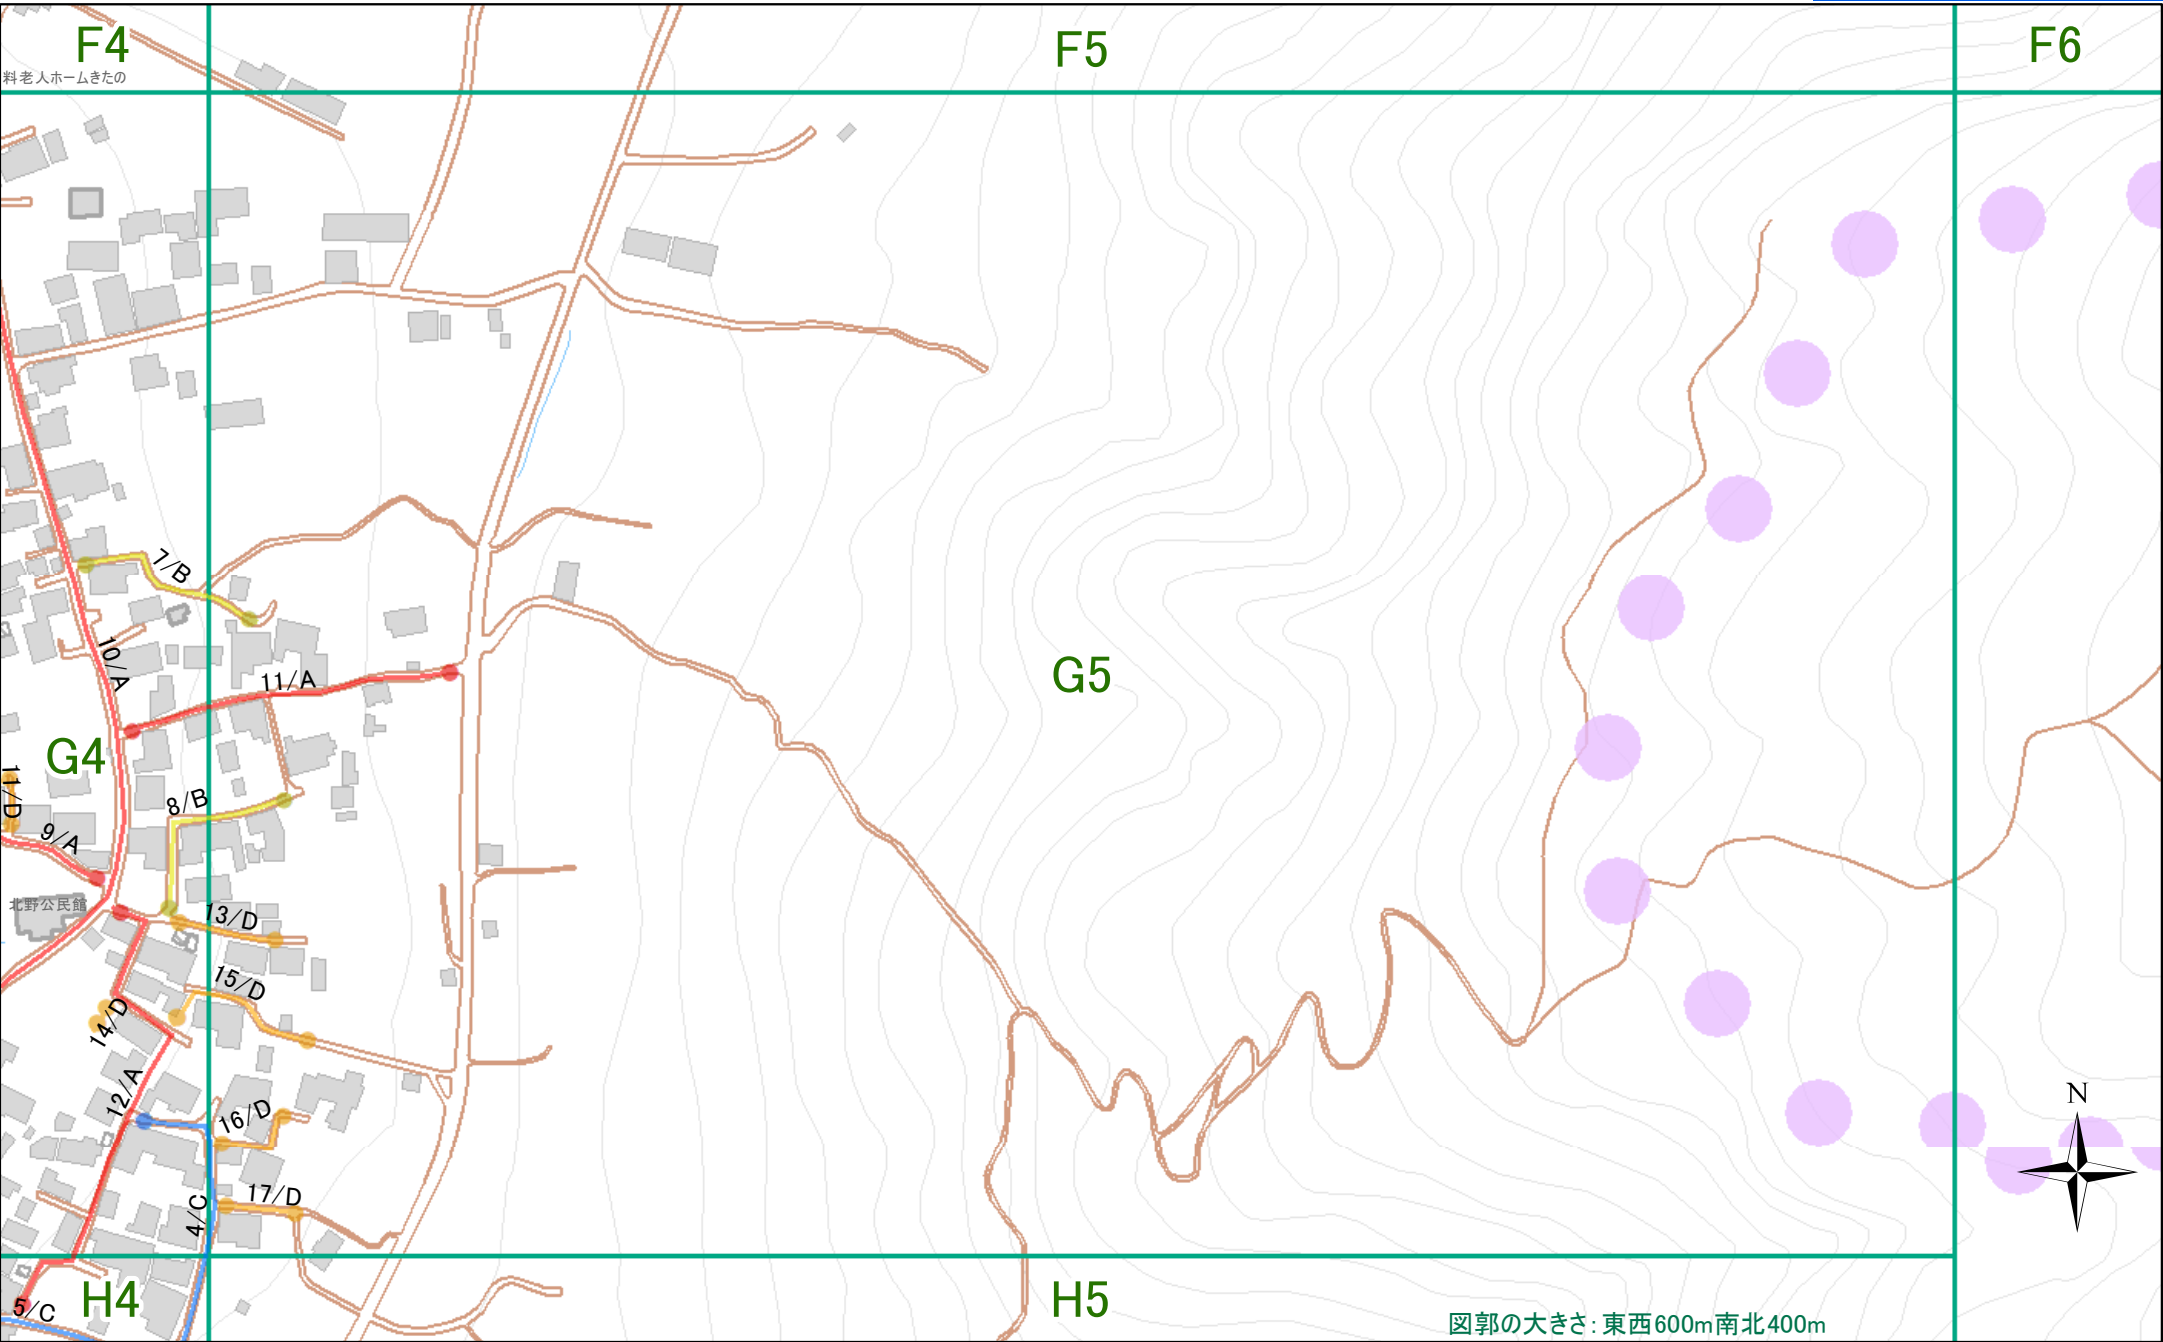 F4
F5
F6
料老人ホームきたの
7/B
10/A
11/A
G5
G4
11/D
8/B
9/A
北野公民館
13/D
15/D
14/D
12/A
16/D
N
17/D
4/C
H4
H5
5/C
図郭の大きさ：東西600m南北400m